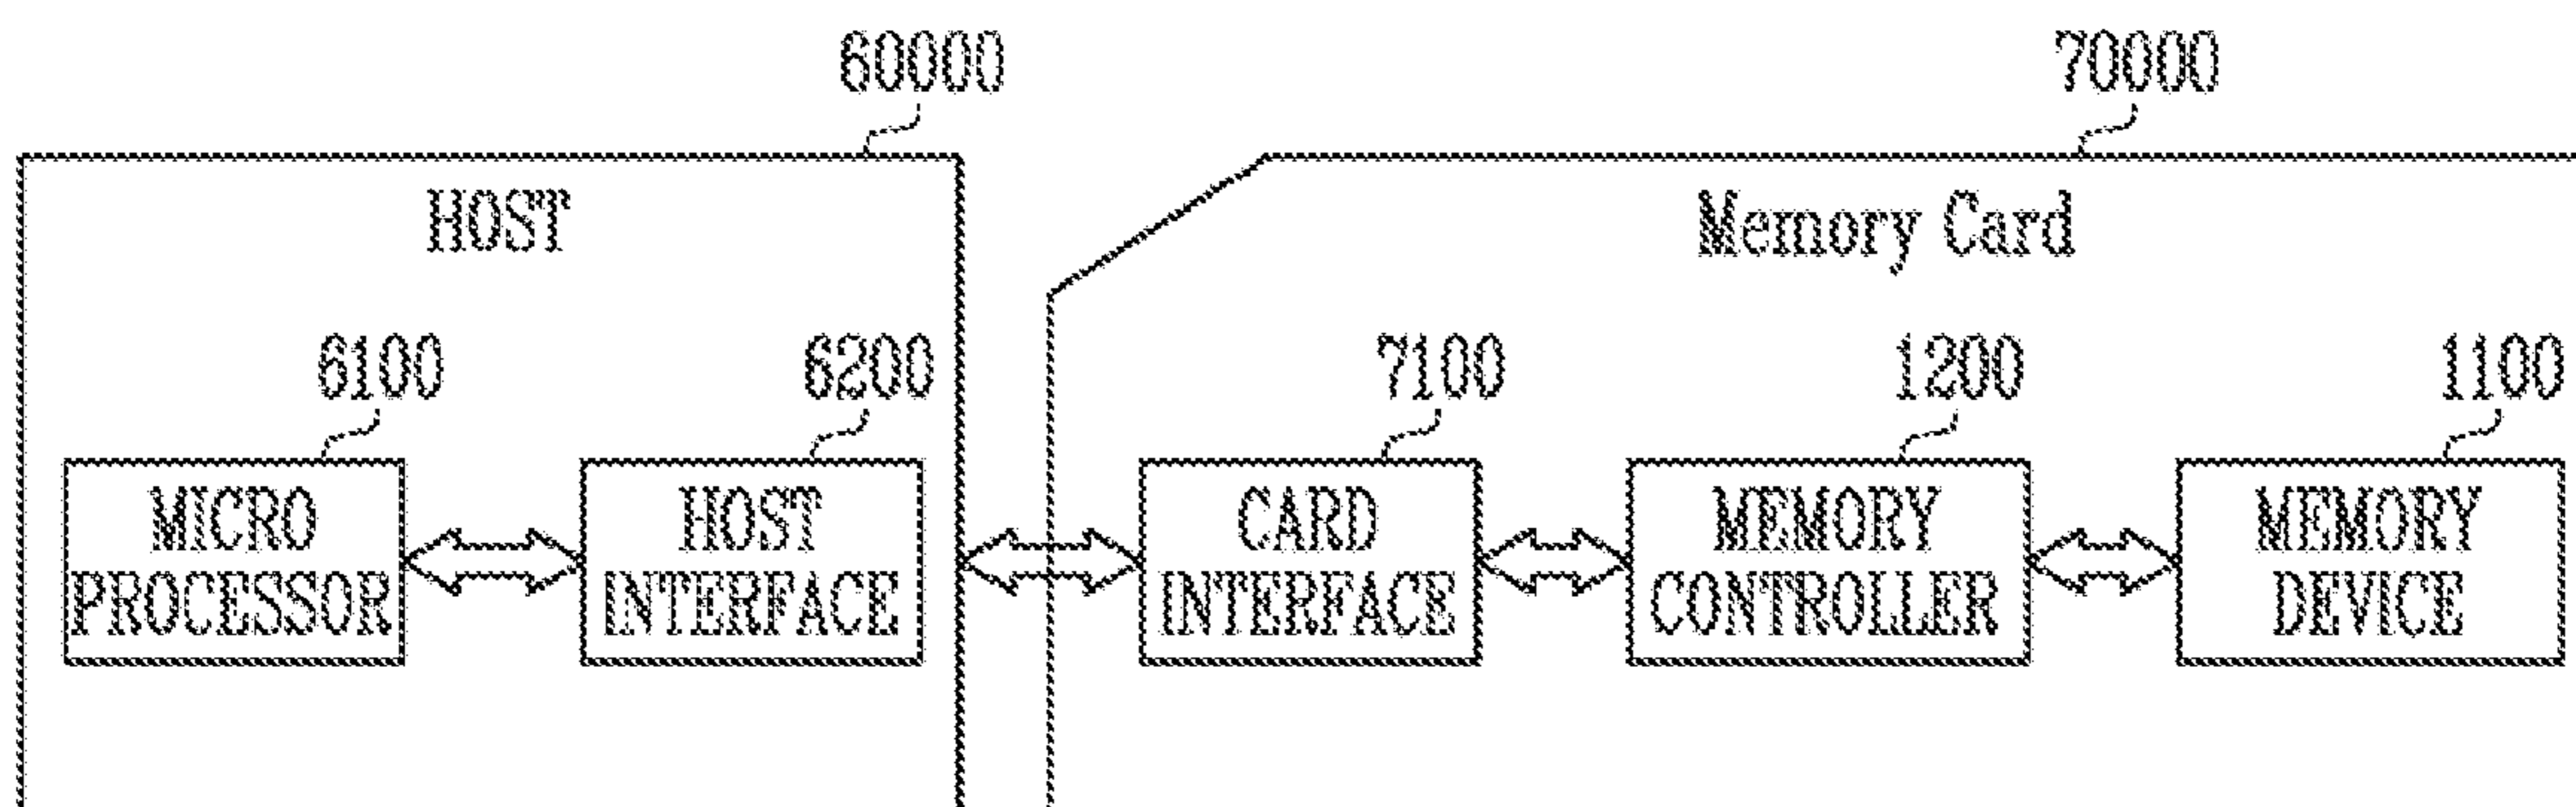 60000
70000
HOST
Memory Card
6100
6200
7100
1200
1100
MICRO
PROCESSOR
HOST
INTERFACE
CARD
INTERFACE
MEMORY
CONTROLLER
MEMORY
DEVICE